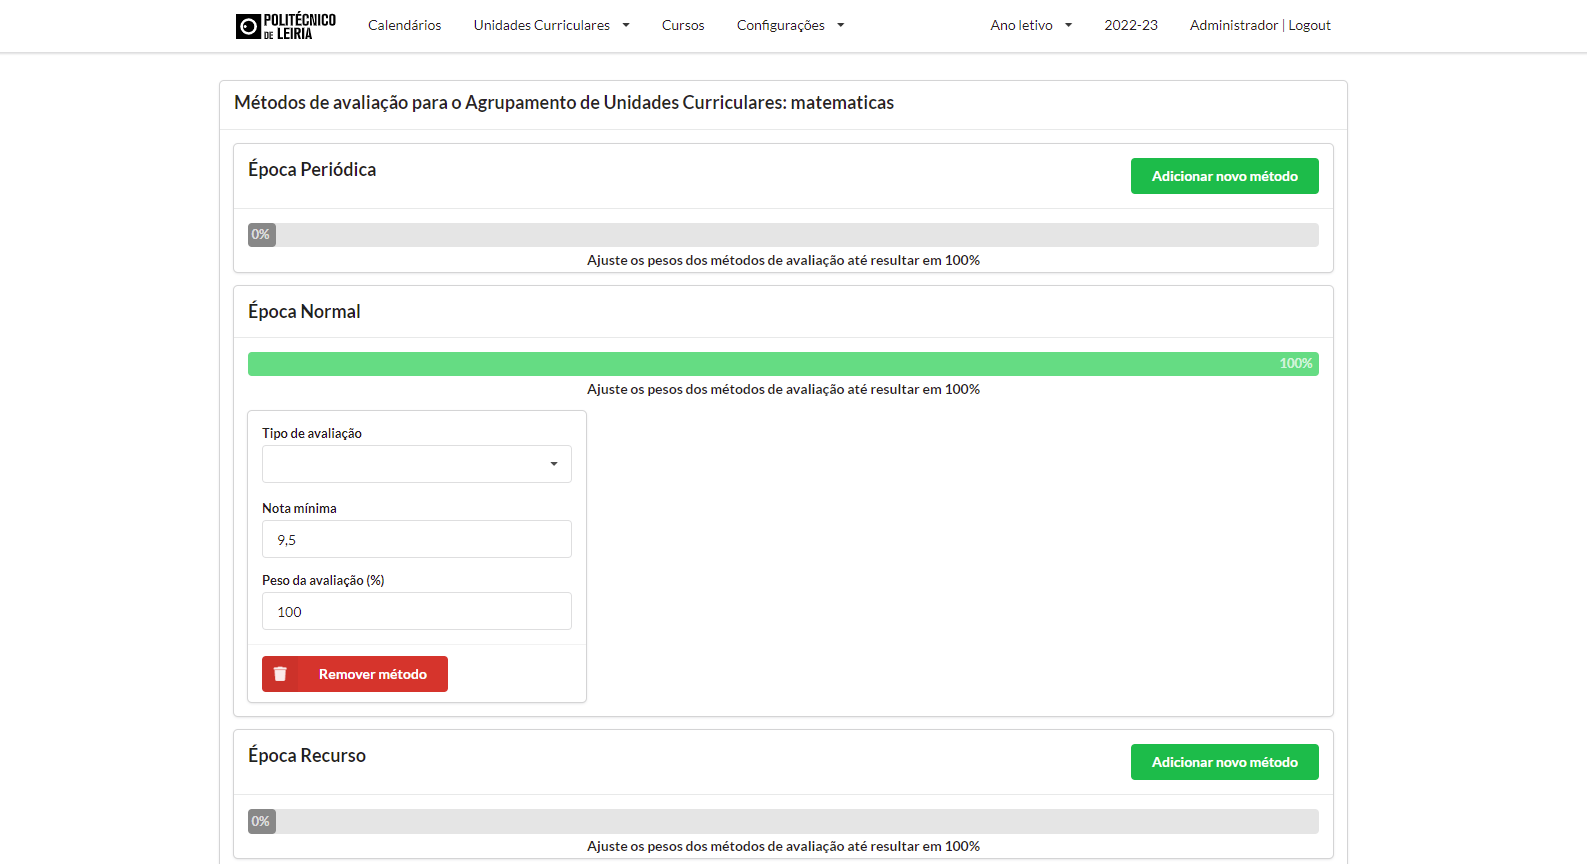 POLITÉCNICO
DE LEIRIA
Calendários Unidades Curriculares Cursos Configurações Ano letivo 2022-23 Administrador | Logout
Métodos de avaliação para o Agrupamento de Unidades Curriculares: matematicas
Época Periódica
Adicionar novo método
0%
Ajuste os pesos dos métodos de avaliação até resultar em 100%
Época Normal
100%
Ajuste os pesos dos métodos de avaliação até resultar em 100%
Tipo de avaliação
Nota mínima
9,5
Peso da avaliação (%)
100
Remover método
Época Recurso
Adicionar novo método
0%
Ajuste os pesos dos métodos de avaliação até resultar em 100%